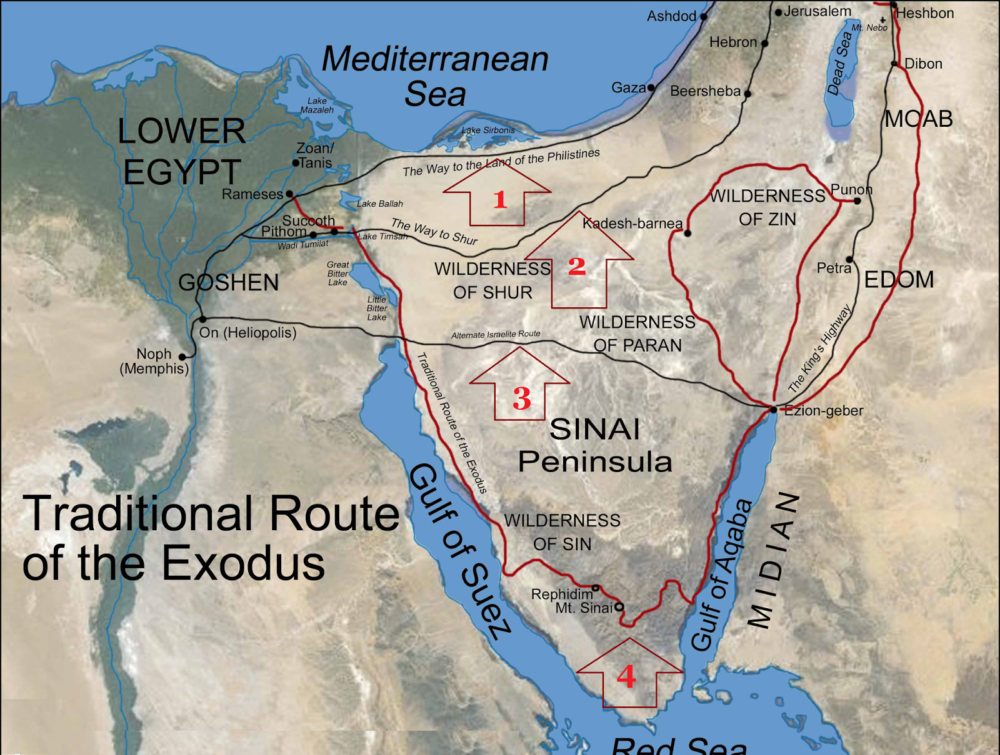 Ashdod
Jerusalem
Heshbon
Mt. Nebo
Hebron
Dead Sea
Dibon
Mediterranean
Sea
Gaza
Beersheba
Lake
Mazaleh
MOAB
LOWER
EGYPT
Lake Sirbonis
Zoan/
Tanis
The Way to the Land of the Philistines
Rameses
Lake Ballah
1
WILDERNESS
OF ZIN
Punon
Succoth
Pithom
Wadi Tumilat
Lake Timsah
The Way to Shur
Kadesh-barnea
2
Great
Bitter
Lake
WILDERNESS
OF SHUR
Petra
EDOM
GOSHEN
Little
Bitter
Lake
WILDERNESS
OF PARAN
The King's Highway
On (Heliopolis)
Alternate Israelite Route
Noph
(Memphis)
Traditional Route of the Exodus
3
Ezion-geber
SINAI
Peninsula
Gulf of Suez
Traditional Route
of the Exodus
WILDERNESS
OF SIN
Gulf of Aqaba
MIDIAN
Rephidim
Mt. Sinai
4
Red Sea